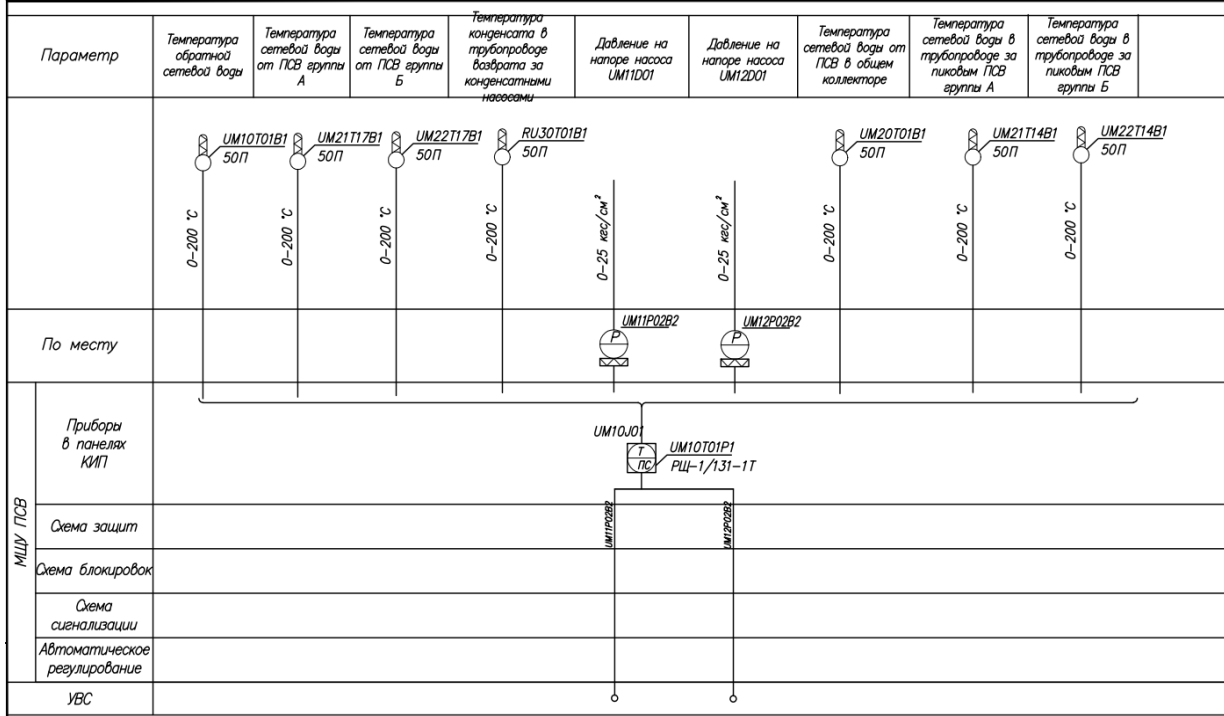 Параметр
Температура
обратной
сетевой воды
Температура
сетевой воды
от ПСВ группы
А
Температура
сетевой воды
от ПСВ группы
Б
Температура
конденсата в
трубопроводе
возврата за
конденсатными
насосами
Давление на
напоре насоса
UM11D01
Давление на
напоре насоса
UM12D01
Температура
сетевой воды от
ПСВ в общем
коллекторе
Температура
сетевой воды в
трубопроводе за
пиковым ПСВ
группы А
Температура
сетевой воды в
трубопроводе за
пиковым ПСВ
группы Б
UM10T01B1
50П
UM21T17B1
50П
UM22T17B1
50П
RU30T01B1
50П
UM20T01B1
50П
UM21T14B1
50П
UM22T14B1
50П
0-200 °C
0-200 °C
0-200 °C
0-200 °C
0-25 кгс/см²
0-25 кгс/см²
0-200 °C
0-200 °C
0-200 °C
По месту
UM11P02B2
P
UM12P02B2
P
МЩУ ПСВ
Приборы
в панелях
КИП
UM10J01
T
ПС
UM10T01P1
РЩ-1/131-1Т
Схема защит
UM11P02B2
UM12P02B2
Схема блокировок
Схема
сигнализации
Автоматическое
регулирование
УВС